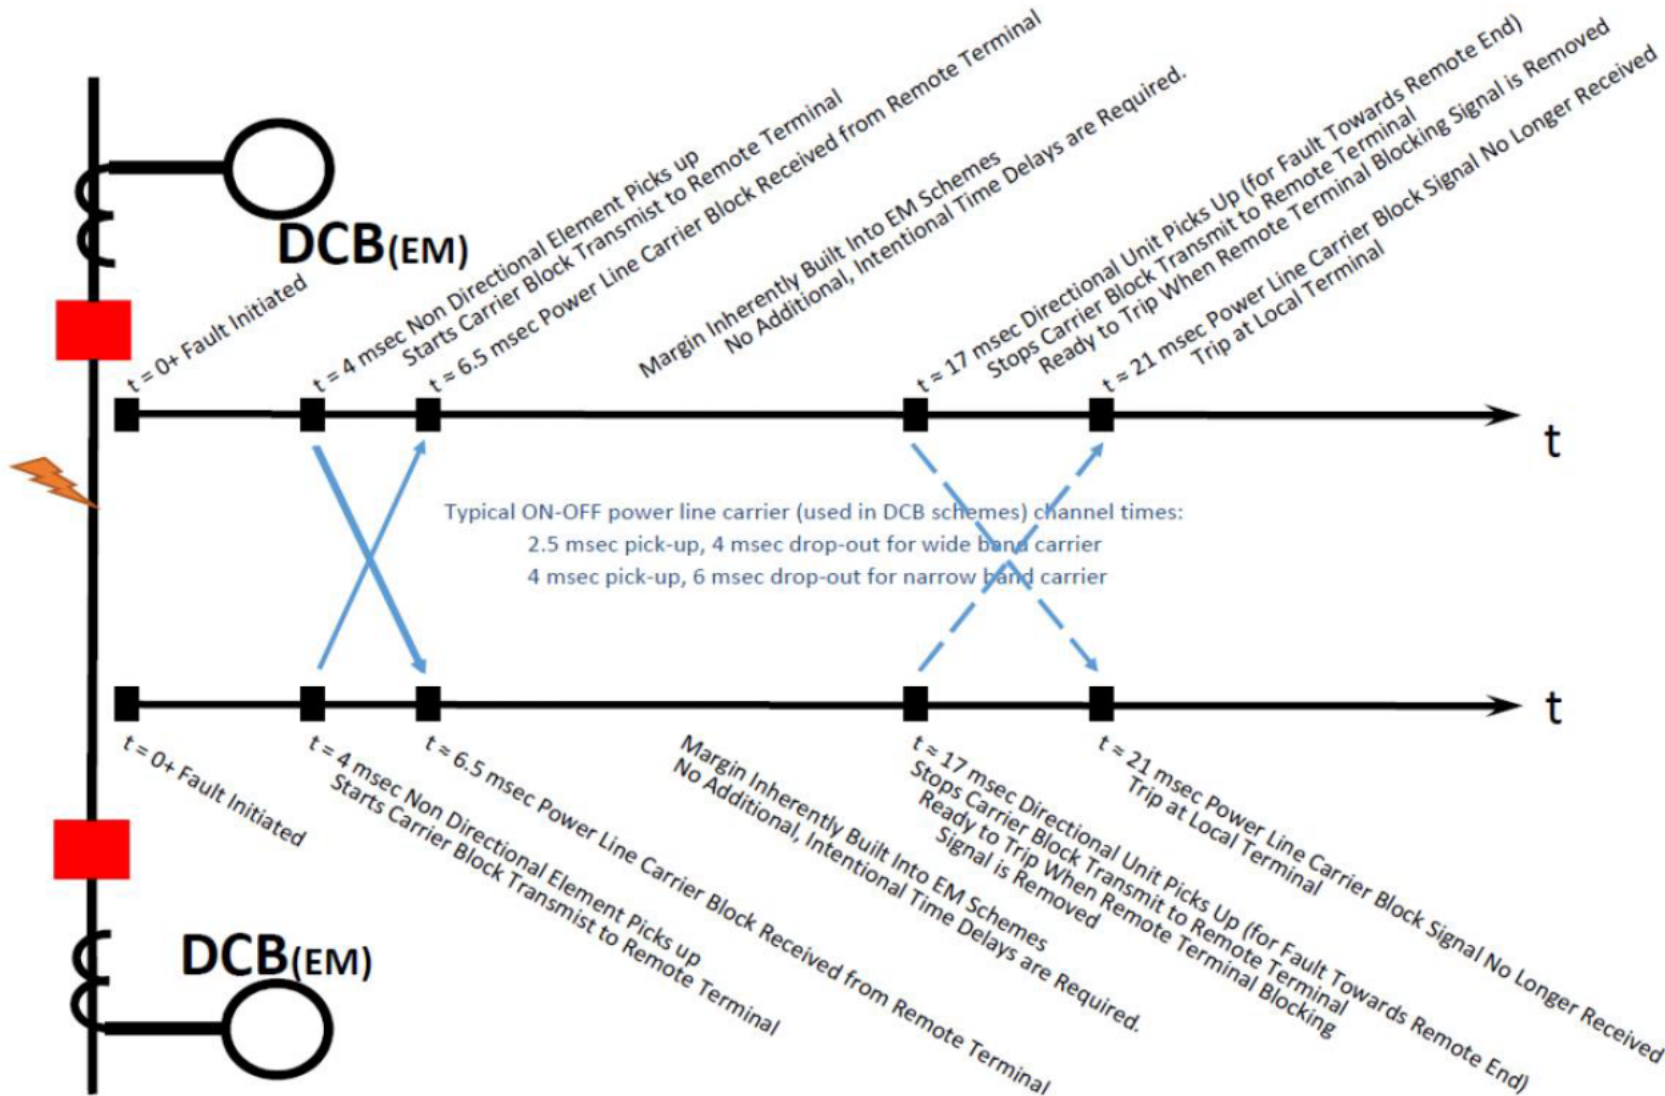 DCB(EM)
t = 0+ Fault Initiated
t = 4 msec Non Directional Element Picks up
Starts Carrier Block Transmist to Remote Terminal
t ≈ 6.5 msec Power Line Carrier Block Received from Remote Terminal
Margin Inherently Built Into EM Schemes
No Additional, Intentional Time Delays are Required.
t ≈ 17 msec Directional Unit Picks Up (for Fault Towards Remote End)
Stops Carrier Block Transmit to Remote Terminal
Ready to Trip When Remote Terminal Blocking Signal is Removed
t ≈ 21 msec Power Line Carrier Block Signal No Longer Received
Trip at Local Terminal
t
Typical ON-OFF power line carrier (used in DCB schemes) channel times:
2.5 msec pick-up, 4 msec drop-out for wide band carrier
4 msec pick-up, 6 msec drop-out for narrow band carrier
t
t = 0+ Fault Initiated
t = 4 msec Non Directional Element Picks up
Starts Carrier Block Transmist to Remote Terminal
t ≈ 6.5 msec Power Line Carrier Block Received from Remote Terminal
Margin Inherently Built Into EM Schemes
No Additional, Intentional Time Delays are Required.
t ≈ 17 msec Directional Unit Picks Up (for Fault Towards Remote End)
Stops Carrier Block Transmit to Remote Terminal
Ready to Trip When Remote Terminal Blocking
Signal is Removed
t ≈ 21 msec Power Line Carrier Block Signal No Longer Received
Trip at Local Terminal
DCB(EM)